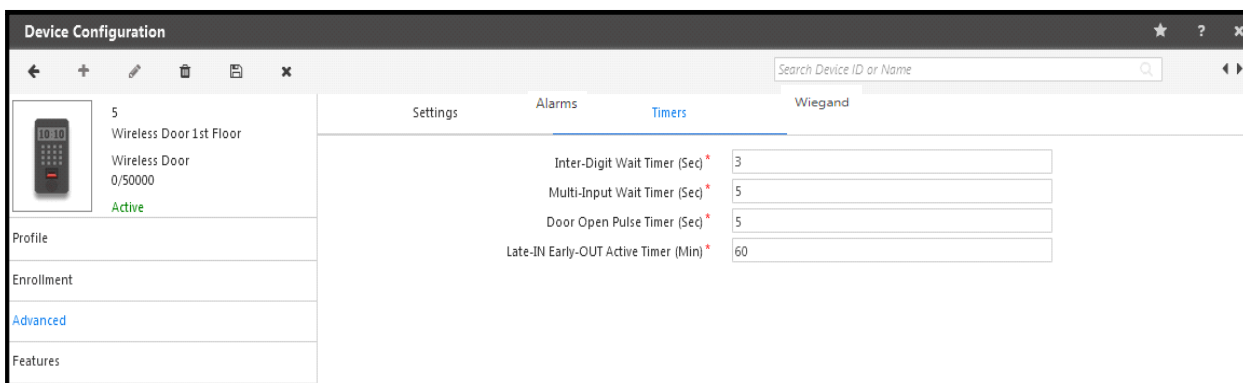 Device Configuration
?
Search Device ID or Name
10:10
5
Wireless Door 1st Floor
Wireless Door
0/50000
Active
Profile
Enrollment
Advanced
Features
Settings
Alarms
Timers
Wiegand
Inter-Digit Wait Timer (Sec)* 3
Multi-Input Wait Timer (Sec)* 5
Door Open Pulse Timer (Sec)* 5
Late-IN Early-OUT Active Timer (Min)* 60